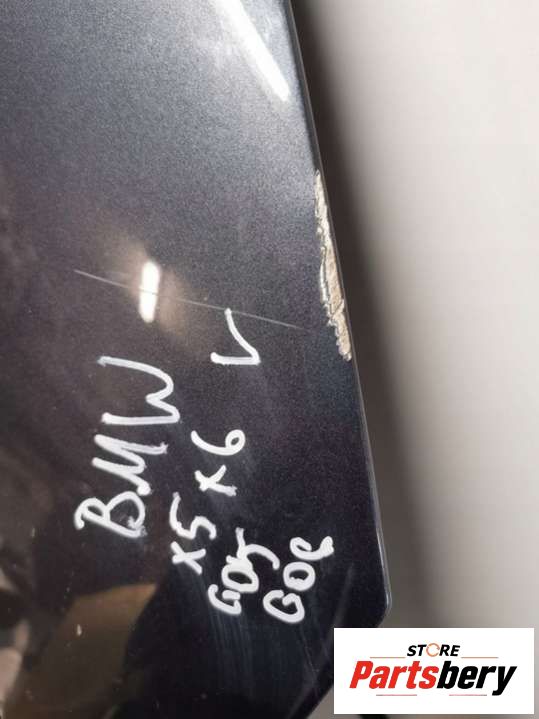 BMW
X5 X6 V
G05
G06
STORE
Partsbery